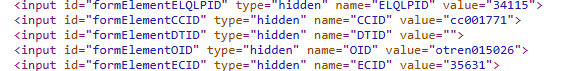 <input id="formElementELQLPID" type="hidden" name="ELQLPID" value="34115">
<input id="formElementCCID" type="hidden" name="CCID" value="cc001771">
<input id="formElementDTID" type="hidden" name="DTID" value="">
<input id="formElementOID" type="hidden" name="OID" value="otren015026">
<input id="formElementECID" type="hidden" name="ECID" value="35631">